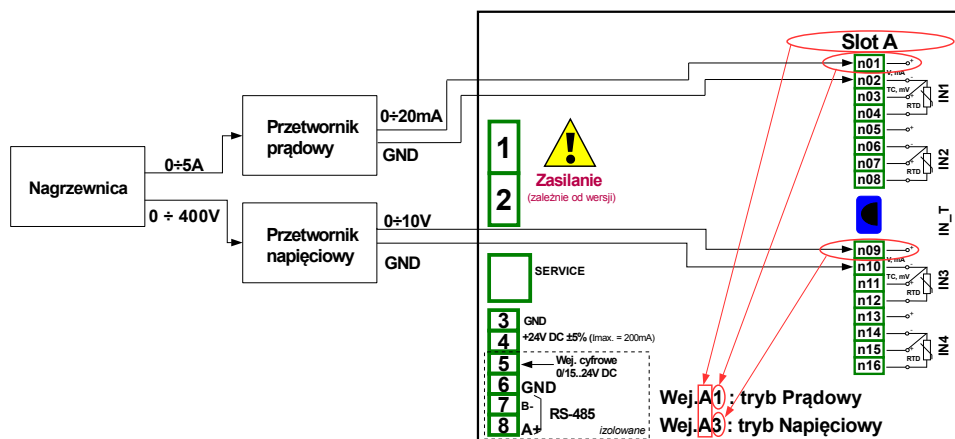 Nagrzewnica
0÷5A
0 ÷ 400V
Przetwornik
prądowy
0÷20mA
GND
Przetwornik
napięciowy
0÷10V
GND
1
2
!
Zasilanie
(zależnie od wersji)
SERVICE
3
GND
4
+24V DC ±5% (Imax. = 200mA)
5
Wej. cyfrowe
0/15..24V DC
6
GND
7
B-
8
A+
RS-485
izolowane
Slot A
n01
+
V, mA
n02
-
TC, mV
n03
+
RTD
n04
IN1
n05
+
n06
-
n07
+
RTD
n08
IN2
IN_T
n09
+
V, mA
n10
-
TC, mV
n11
+
RTD
n12
IN3
n13
+
n14
-
n15
+
RTD
n16
IN4
Wej.A1 : tryb Prądowy
Wej.A3 : tryb Napięciowy